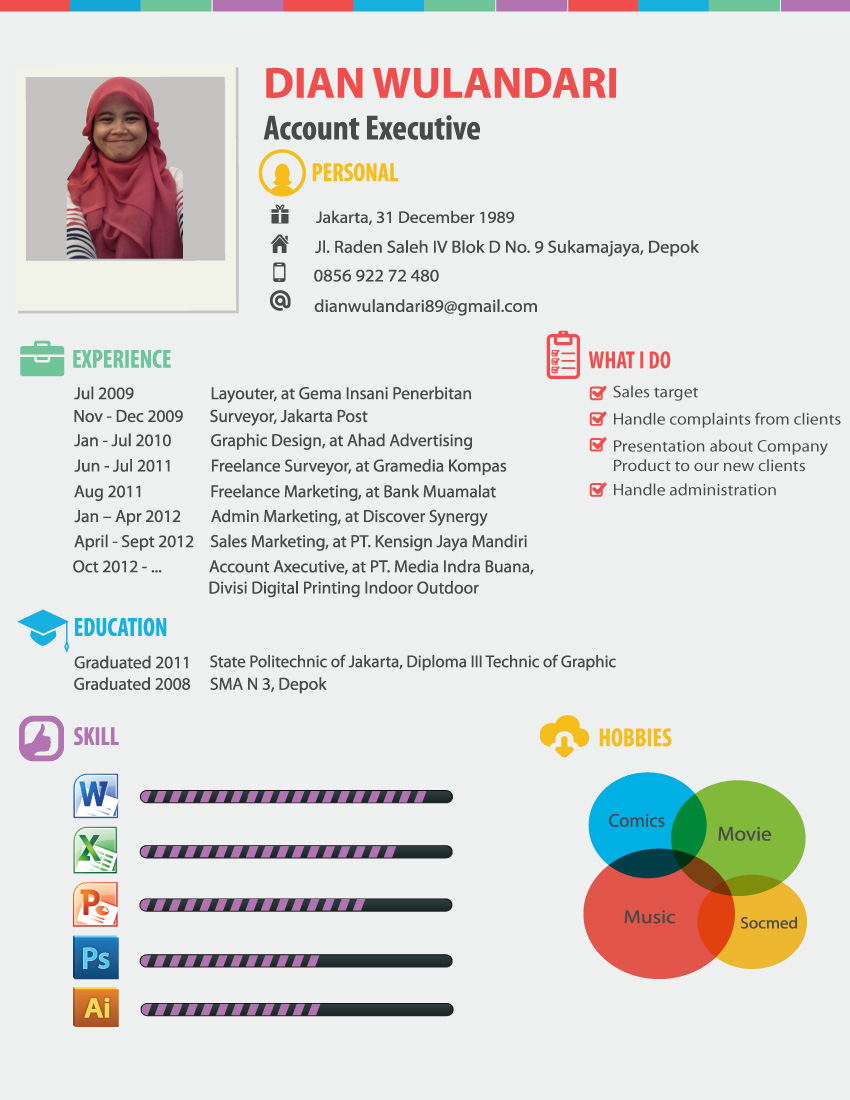 DIAN WULANDARI
Account Executive
PERSONAL
Jakarta, 31 December 1989
Jl. Raden Saleh IV Blok D No. 9 Sukamajaya, Depok
0856 922 72 480
@ dianwulandari89@gmail.com
EXPERIENCE
Jul 2009 Layouter, at Gema Insani Penerbitan
Nov - Dec 2009 Surveyor, Jakarta Post
Jan - Jul 2010 Graphic Design, at Ahad Advertising
Jun - Jul 2011 Freelance Surveyor, at Gramedia Kompas
Aug 2011 Freelance Marketing, at Bank Muamalat
Jan – Apr 2012 Admin Marketing, at Discover Synergy
April - Sept 2012 Sales Marketing, at PT. Kensign Jaya Mandiri
Oct 2012 - ... Account Axecutive, at PT. Media Indra Buana,
Divisi Digital Printing Indoor Outdoor
WHAT I DO
Sales target
Handle complaints from clients
Presentation about Company
Product to our new clients
Handle administration
EDUCATION
Graduated 2011 State Politechnic of Jakarta, Diploma III Technic of Graphic
Graduated 2008 SMA N 3, Depok
SKILL
W
X
P
Ps
Ai
HOBBIES
Comics
Movie
Music
Socmed